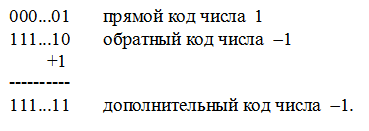 000...01 прямой код числа 1
111...10 обратный код числа –1
+1
----------
111...11 дополнительный код числа –1.